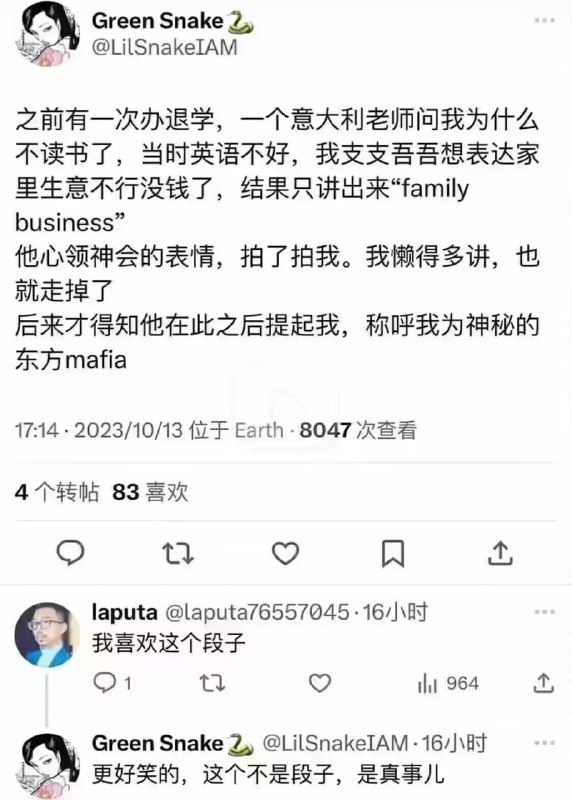 Green Snake🐍
@LilSnakeIAM
之前有一次办退学，一个意大利老师问我为什么
不读书了，当时英语不好，我支支吾吾想表达家
里生意不行没钱了，结果只讲出来“family
business”
他心领神会的表情，拍了拍我。我懒得多讲，也
就走掉了
后来才得知他在此之后提起我，称呼我为神秘的
东方mafia
17:14 · 2023/10/13 位于 Earth · 8047 次查看
4 个转帖 83 喜欢
laputa @laputa76557045 · 16小时
我喜欢这个段子
1 964
Green Snake🐍 @LilSnakeIAM · 16小时
更好笑的，这个不是段子，是真事儿